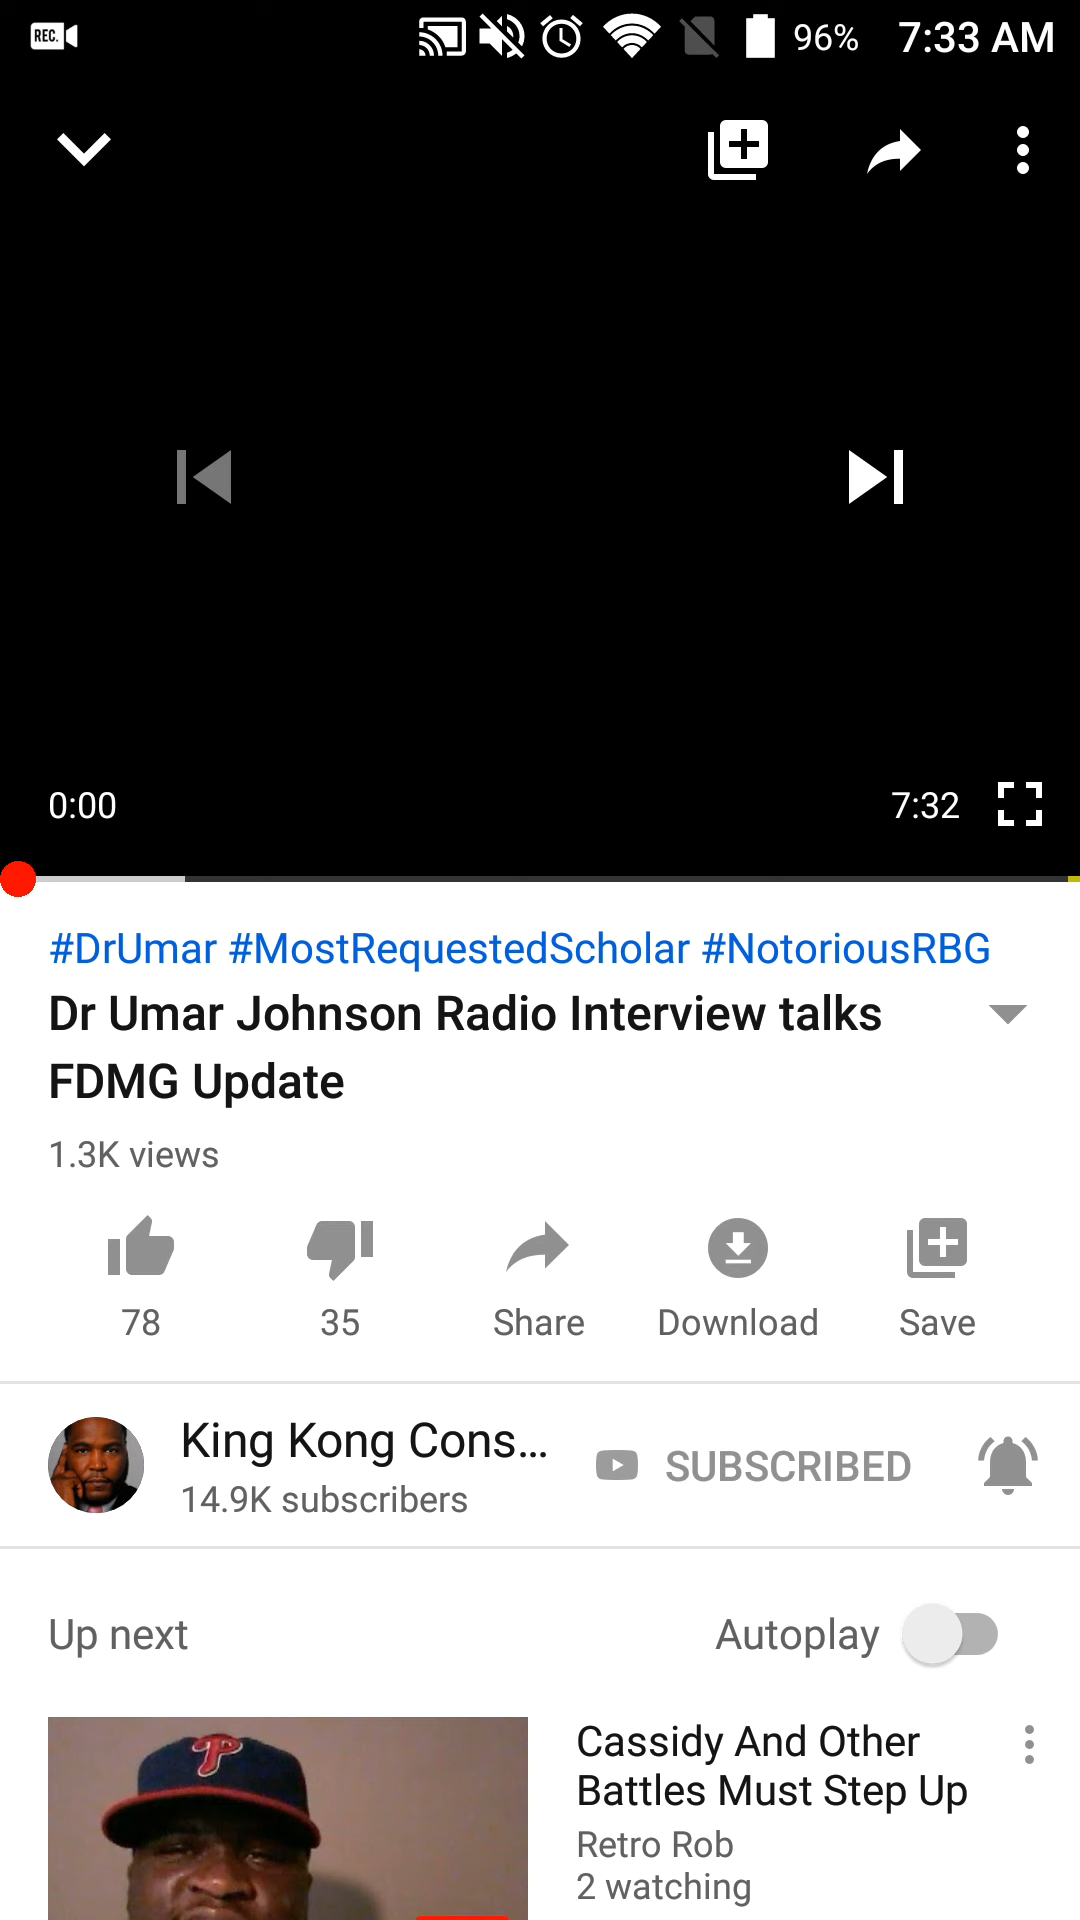 REC.
96%
7:33 AM
0:00
7:32
#DrUmar #MostRequestedScholar #NotoriousRBG
Dr Umar Johnson Radio Interview talks
FDMG Update
1.3K views
78
35
Share
Download
Save
King Kong Cons...
14.9K subscribers
SUBSCRIBED
Up next
Autoplay
P
Cassidy And Other
Battles Must Step Up
Retro Rob
2 watching